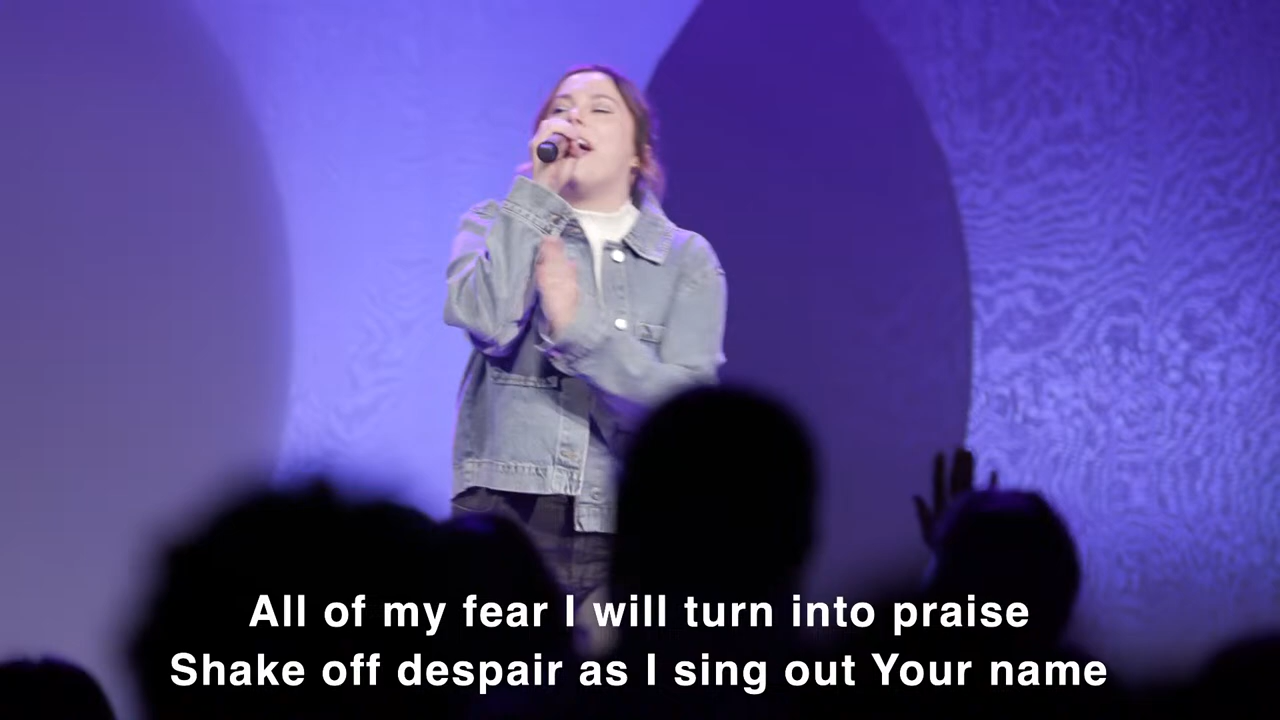 All of my fear I will turn into praise
Shake off despair as I sing out Your name